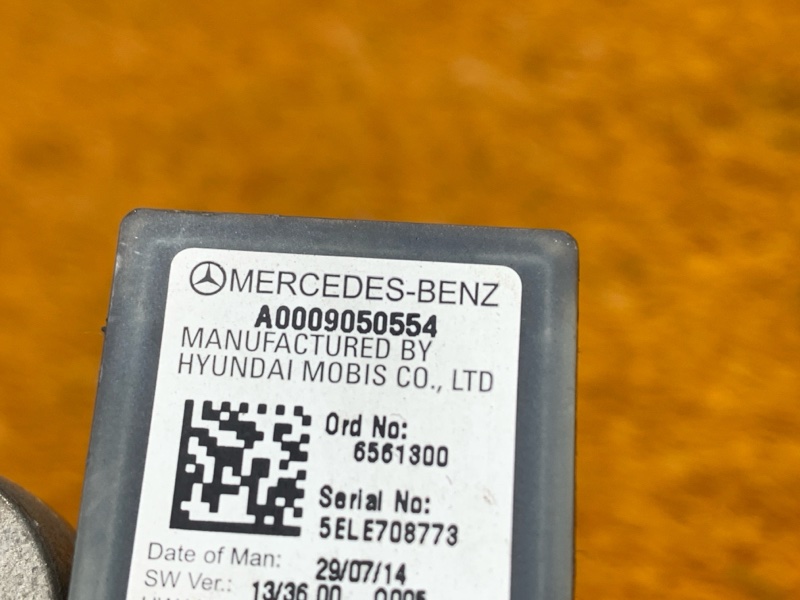 MERCEDES-BENZ
A0009050554
MANUFACTURED BY
HYUNDAI MOBIS CO., LTD
Ord No:
6561300
Serial No:
5ELE708773
Date of Man: 29/07/14
SW Ver.: 13/36 00 0005